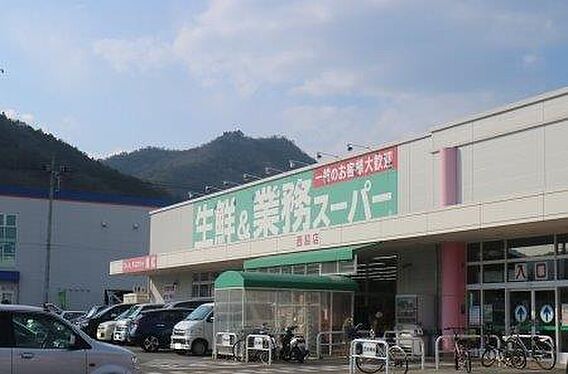 一般のお客様大歓迎
生鮮&業務スーパー
西脇店
入口